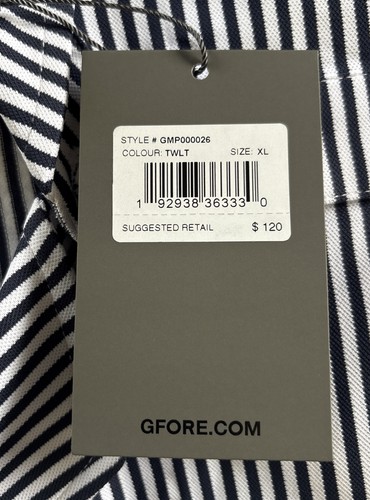 STYLE # GMP000026
COLOUR: TWLT SIZE: XL
1 92938 36333 0
SUGGESTED RETAIL $ 120
GFORE.COM